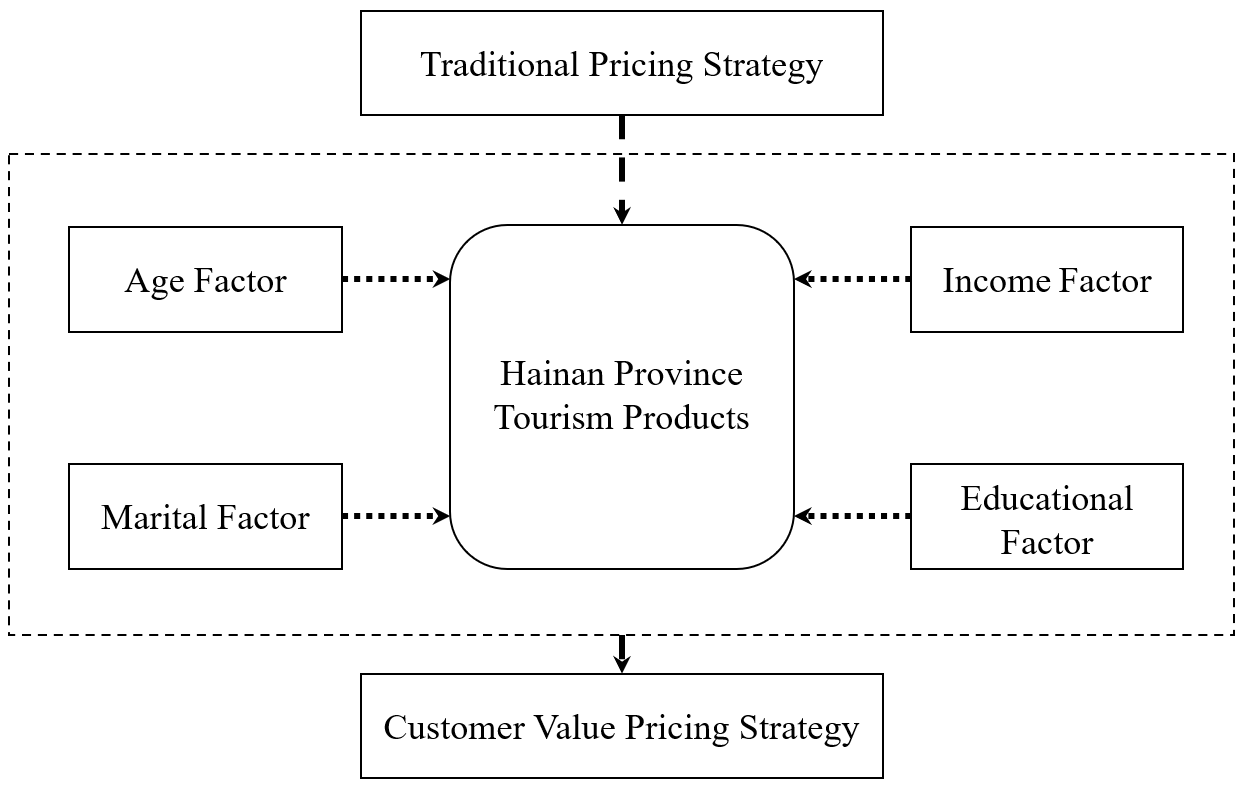 Traditional Pricing Strategy
Age Factor
Income Factor
Hainan Province
Tourism Products
Marital Factor
Educational
Factor
Customer Value Pricing Strategy